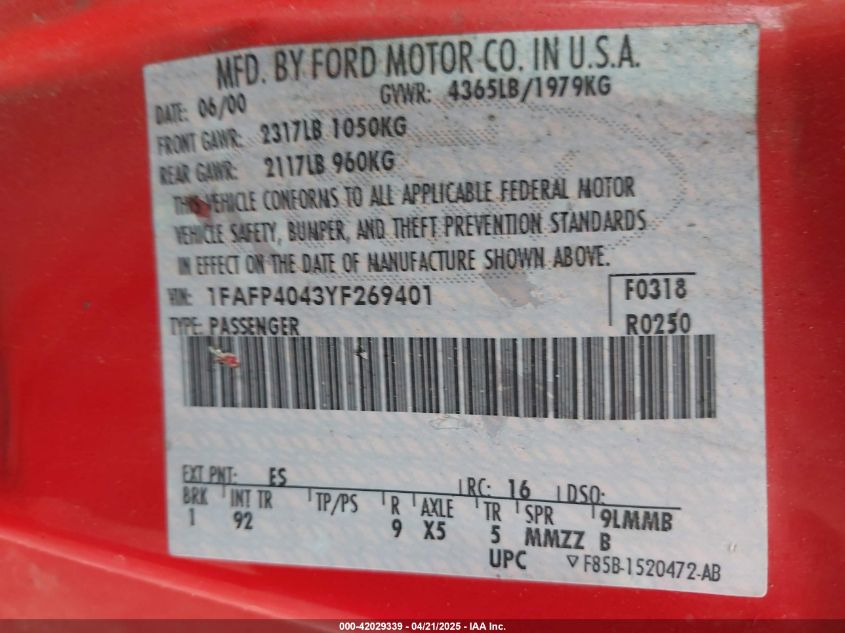 MFD. BY FORD MOTOR CO. IN U.S.A.
DATE: 06/00 GVWR: 4365LB/1979KG
FRONT GAWR: 2317LB 1050KG
REAR GAWR: 2117LB 960KG
THIS VEHICLE CONFORMS TO ALL APPLICABLE FEDERAL MOTOR
VEHICLE SAFETY, BUMPER, AND THEFT PREVENTION STANDARDS
IN EFFECT ON THE DATE OF MANUFACTURE SHOWN ABOVE.
VIN: 1FAFP4043YF269401 F0318
TYPE: PASSENGER R0250
EXT PNT: ES RC: 16 DSO:
BRK INT TR TP/PS R AXLE TR SPR 9LMMB
1 92 9 X5 5 MMZZ B
UPC ▽F85B-1520472-AB
000-42029339 - 04/21/2025 - IAA Inc.